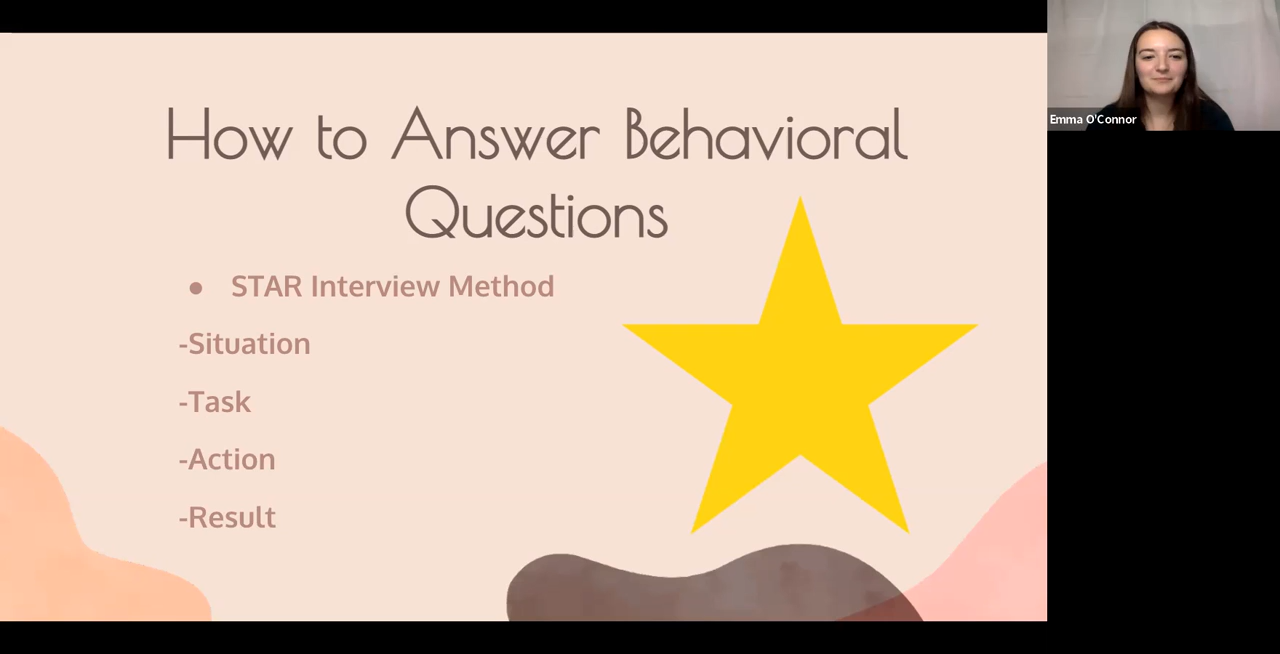 How to Answer Behavioral
Questions
● STAR Interview Method
-Situation
-Task
-Action
-Result
Emma O'Connor